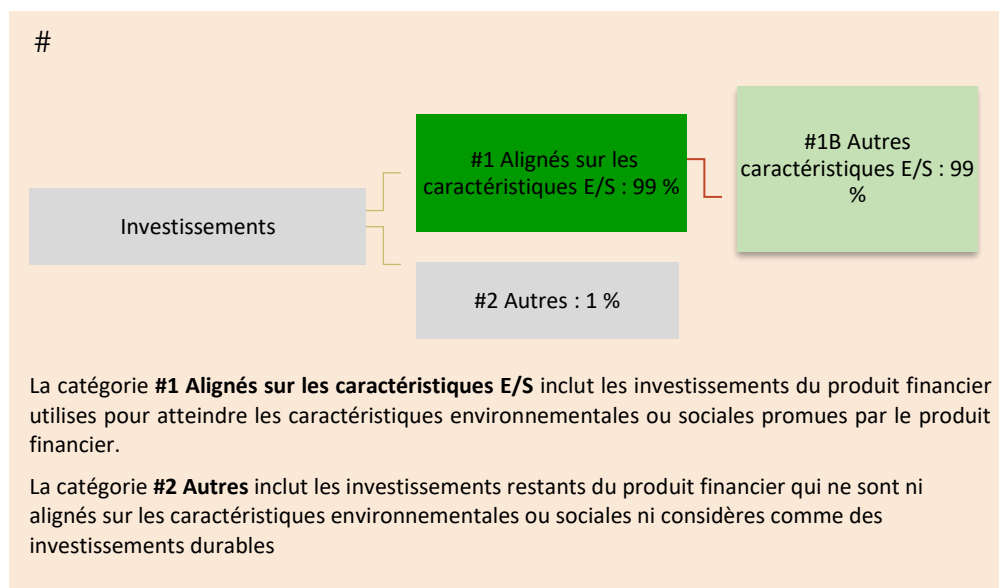 #
#1 Alignés sur les
caractéristiques E/S : 99 %
#1B Autres
caractéristiques E/S : 99
%
Investissements
#2 Autres : 1 %
La catégorie #1 Alignés sur les caractéristiques E/S inclut les investissements du produit financier
utilises pour atteindre les caractéristiques environnementales ou sociales promues par le produit
financier.
La catégorie #2 Autres inclut les investissements restants du produit financier qui ne sont ni
alignés sur les caractéristiques environnementales ou sociales ni considères comme des
investissements durables